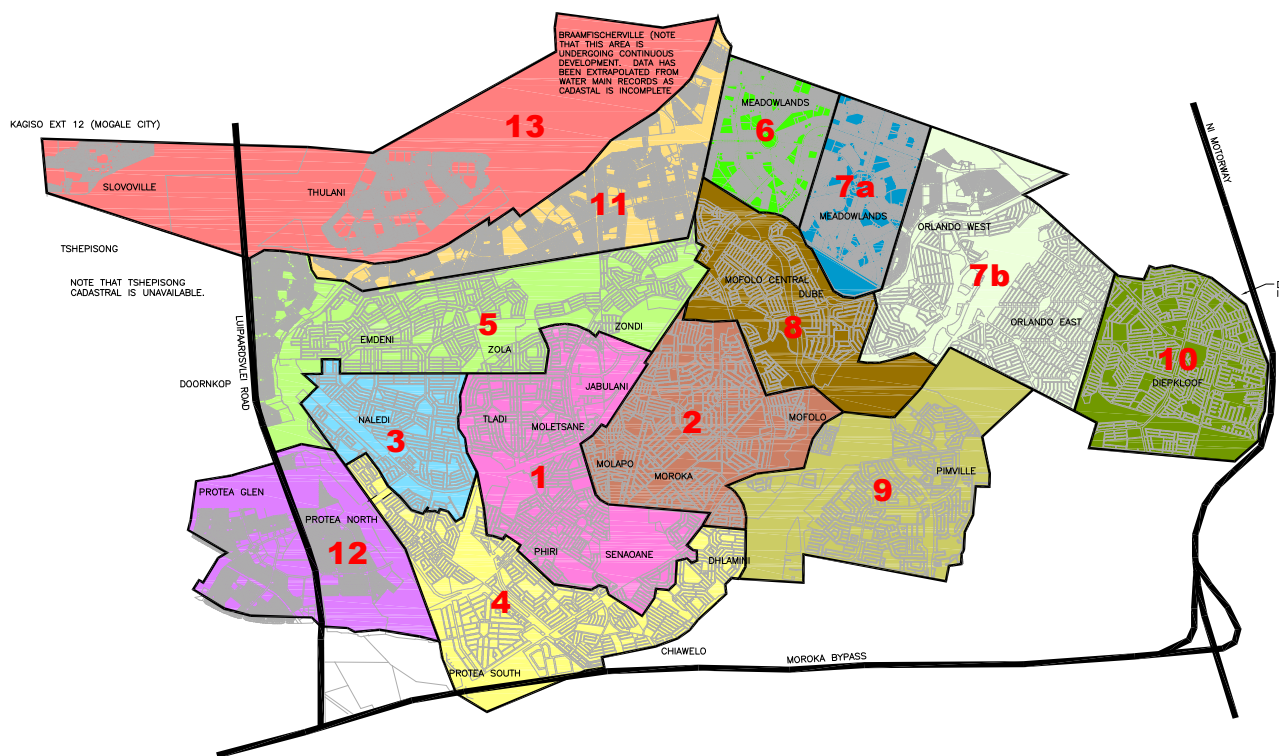 BRAAMFISCHERVILLE (NOTE
THAT THIS AREA IS
UNDERGOING CONTINUOUS
DEVELOPMENT. DATA HAS
BEEN EXTRAPOLATED FROM
WATER MAIN RECORDS AS
CADASTAL IS INCOMPLETE
KAGISO EXT 12 (MOGALE CITY)
13
MEADOWLANDS
6
NI MOTORWAY
SLOVOVILLE
THULANI
11
7a
MEADOWLANDS
ORLANDO WEST
TSHEPISONG
NOTE THAT TSHEPISONG
CADASTRAL IS UNAVAILABLE.
MOFOLO CENTRAL
DUBE
7b
LUIPAARDSVLEI ROAD
5
ZONDI
8
ORLANDO EAST
EMDENI
ZOLA
10
DIEPKLOOF
DOORNKOP
JABULANI
NALEDI
3
TLADI
MOLETSANE
2
MOFOLO
MOLAPO
MOROKA
1
9
PIMVILLE
PROTEA GLEN
PROTEA NORTH
12
PHIRI
SENAOANE
DHLAMINI
4
CHIAWELO
MOROKA BYPASS
PROTEA SOUTH